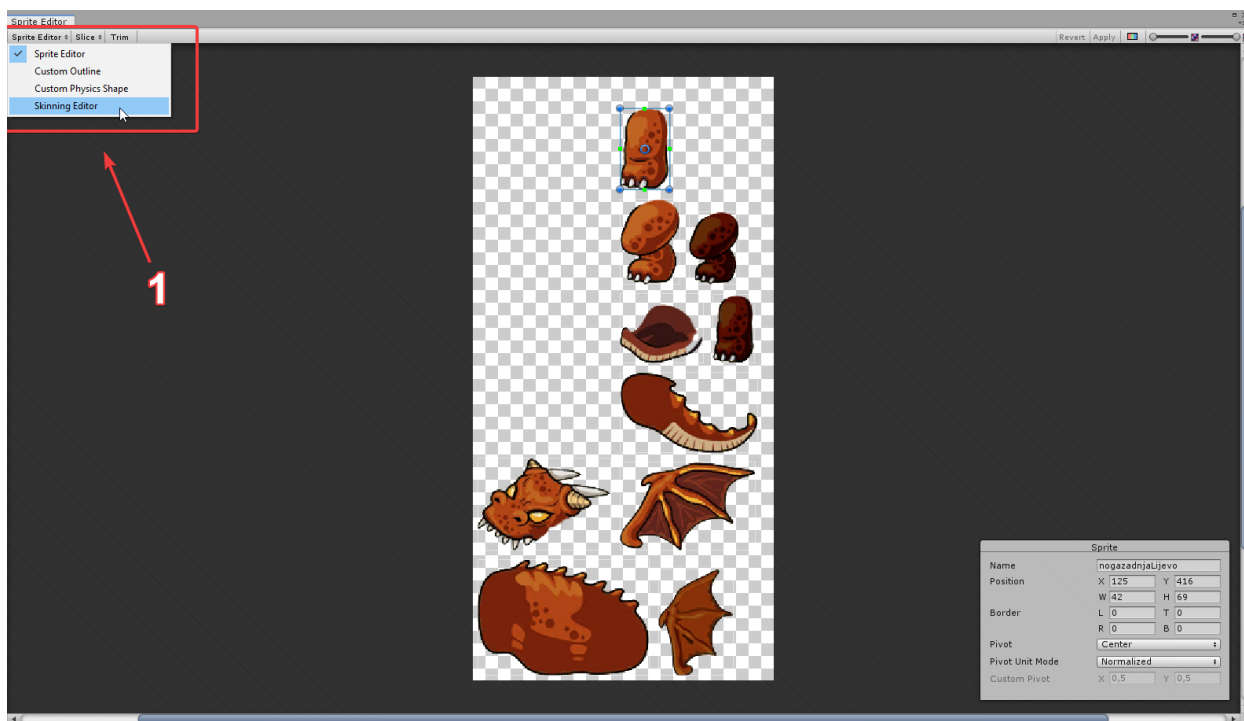 Sprite Editor
Sprite Editor Slice Trim Revert Apply
Sprite Editor
Custom Outline
Custom Physics Shape
Skinning Editor
1
Sprite
Name nogazadnjaLijevo
Position X 125 Y 416
W 42 H 69
Border L 0 T 0
R 0 B 0
Pivot Center
Pivot Unit Mode Normalized
Custom Pivot X 0,5 Y 0,5